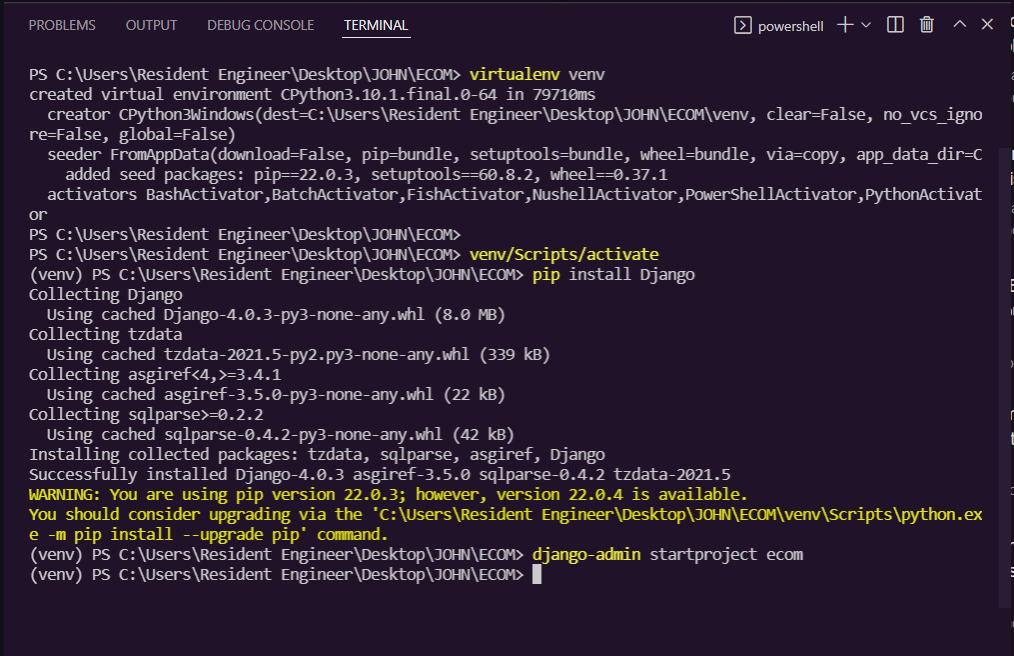 PROBLEMS OUTPUT DEBUG CONSOLE TERMINAL powershell
PS C:\Users\Resident Engineer\Desktop\JOHN\ECOM> virtualenv venv
created virtual environment CPython3.10.1.final.0-64 in 79710ms
  creator CPython3Windows(dest=C:\Users\Resident Engineer\Desktop\JOHN\ECOM\venv, clear=False, no_vcs_igno
re=False, global=False)
  seeder FromAppData(download=False, pip=bundle, setuptools=bundle, wheel=bundle, via=copy, app_data_dir=C
    added seed packages: pip==22.0.3, setuptools==60.8.2, wheel==0.37.1
  activators BashActivator,BatchActivator,FishActivator,NushellActivator,PowerShellActivator,PythonActivat
or
PS C:\Users\Resident Engineer\Desktop\JOHN\ECOM>
PS C:\Users\Resident Engineer\Desktop\JOHN\ECOM> venv/Scripts/activate
(venv) PS C:\Users\Resident Engineer\Desktop\JOHN\ECOM> pip install Django
Collecting Django
  Using cached Django-4.0.3-py3-none-any.whl (8.0 MB)
Collecting tzdata
  Using cached tzdata-2021.5-py2.py3-none-any.whl (339 kB)
Collecting asgiref<4,>=3.4.1
  Using cached asgiref-3.5.0-py3-none-any.whl (22 kB)
Collecting sqlparse>=0.2.2
  Using cached sqlparse-0.4.2-py3-none-any.whl (42 kB)
Installing collected packages: tzdata, sqlparse, asgiref, Django
Successfully installed Django-4.0.3 asgiref-3.5.0 sqlparse-0.4.2 tzdata-2021.5
WARNING: You are using pip version 22.0.3; however, version 22.0.4 is available.
You should consider upgrading via the 'C:\Users\Resident Engineer\Desktop\JOHN\ECOM\venv\Scripts\python.ex
e -m pip install --upgrade pip' command.
(venv) PS C:\Users\Resident Engineer\Desktop\JOHN\ECOM> django-admin startproject ecom
(venv) PS C:\Users\Resident Engineer\Desktop\JOHN\ECOM>